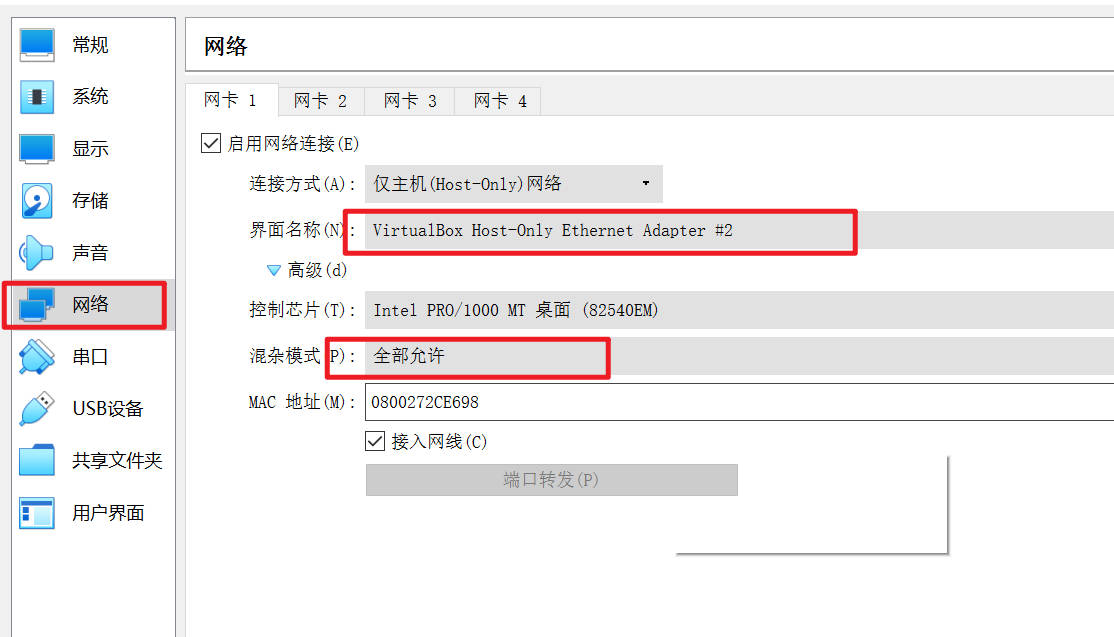 常规
系统
显示
存储
声音
网络
串口
USB设备
共享文件夹
用户界面
网络
网卡 1 网卡 2 网卡 3 网卡 4
启用网络连接(E)
连接方式(A): 仅主机(Host-Only)网络
界面名称(N): VirtualBox Host-Only Ethernet Adapter #2
高级(d)
控制芯片(T): Intel PRO/1000 MT 桌面 (82540EM)
混杂模式(P): 全部允许
MAC 地址(M): 0800272CE698
接入网线(C)
端口转发(P)